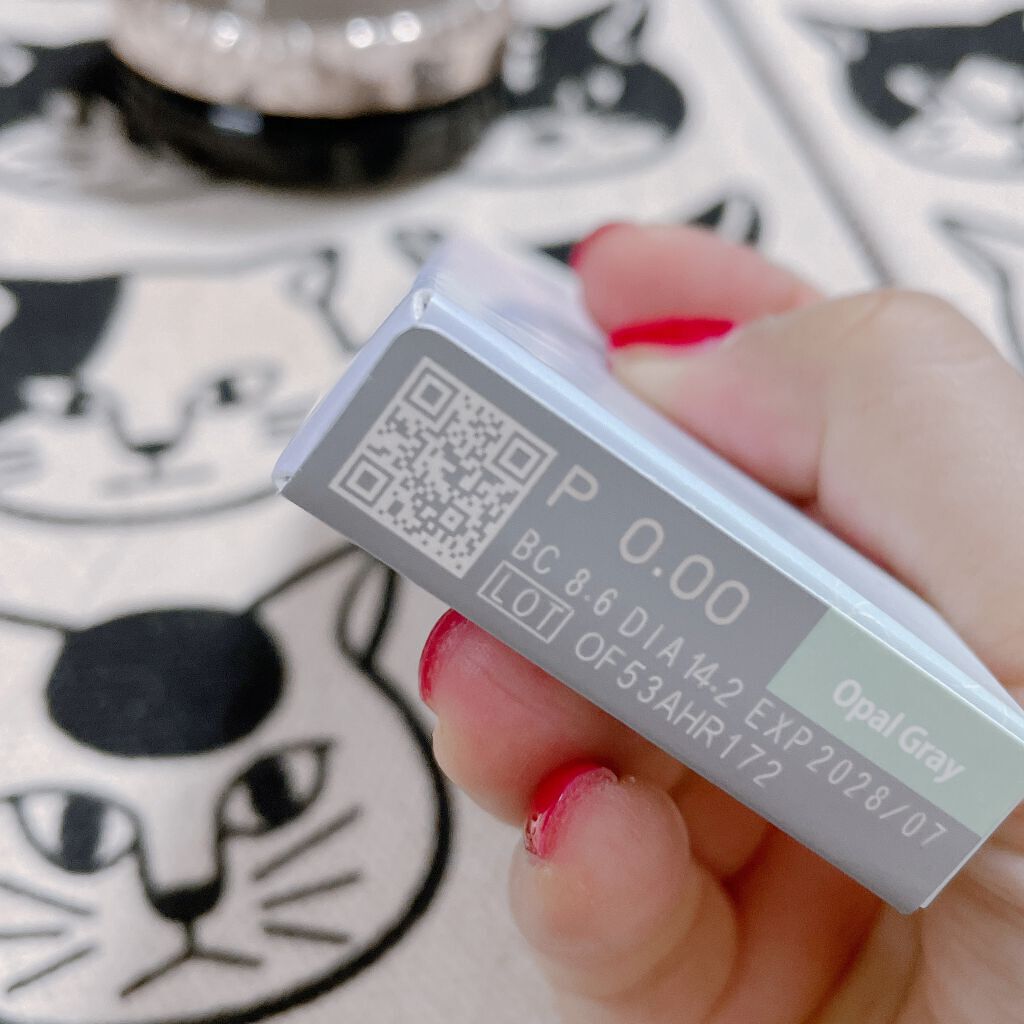 P 0.00
BC 8.6 DIA 14.2 EXP 2028/07
LOT OF53AHR172
Opal Gray